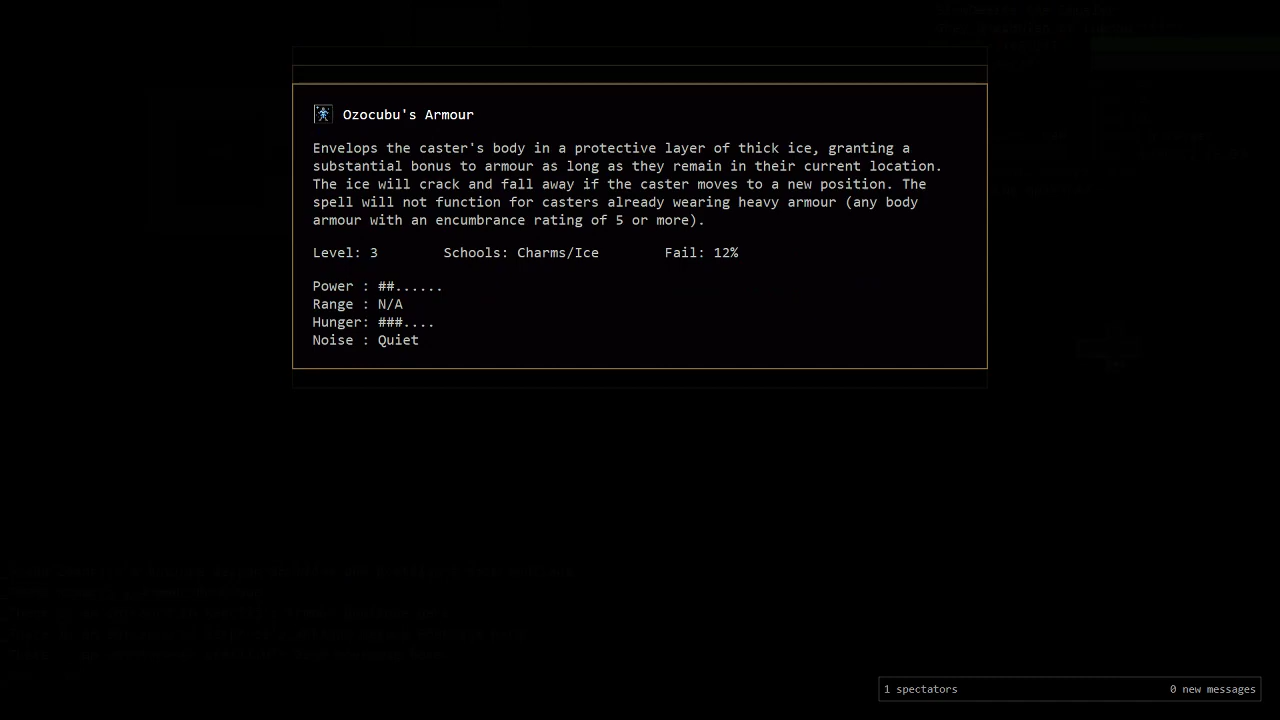 Ozocubu's Armour
Envelops the caster's body in a protective layer of thick ice, granting a
substantial bonus to armour as long as they remain in their current location.
The ice will crack and fall away if the caster moves to a new position. The
spell will not function for casters already wearing heavy armour (any body
armour with an encumbrance rating of 5 or more).
Level: 3 Schools: Charms/Ice Fail: 12%
Power : ##......
Range : N/A
Hunger: ###....
Noise : Quiet
1 spectators 0 new messages